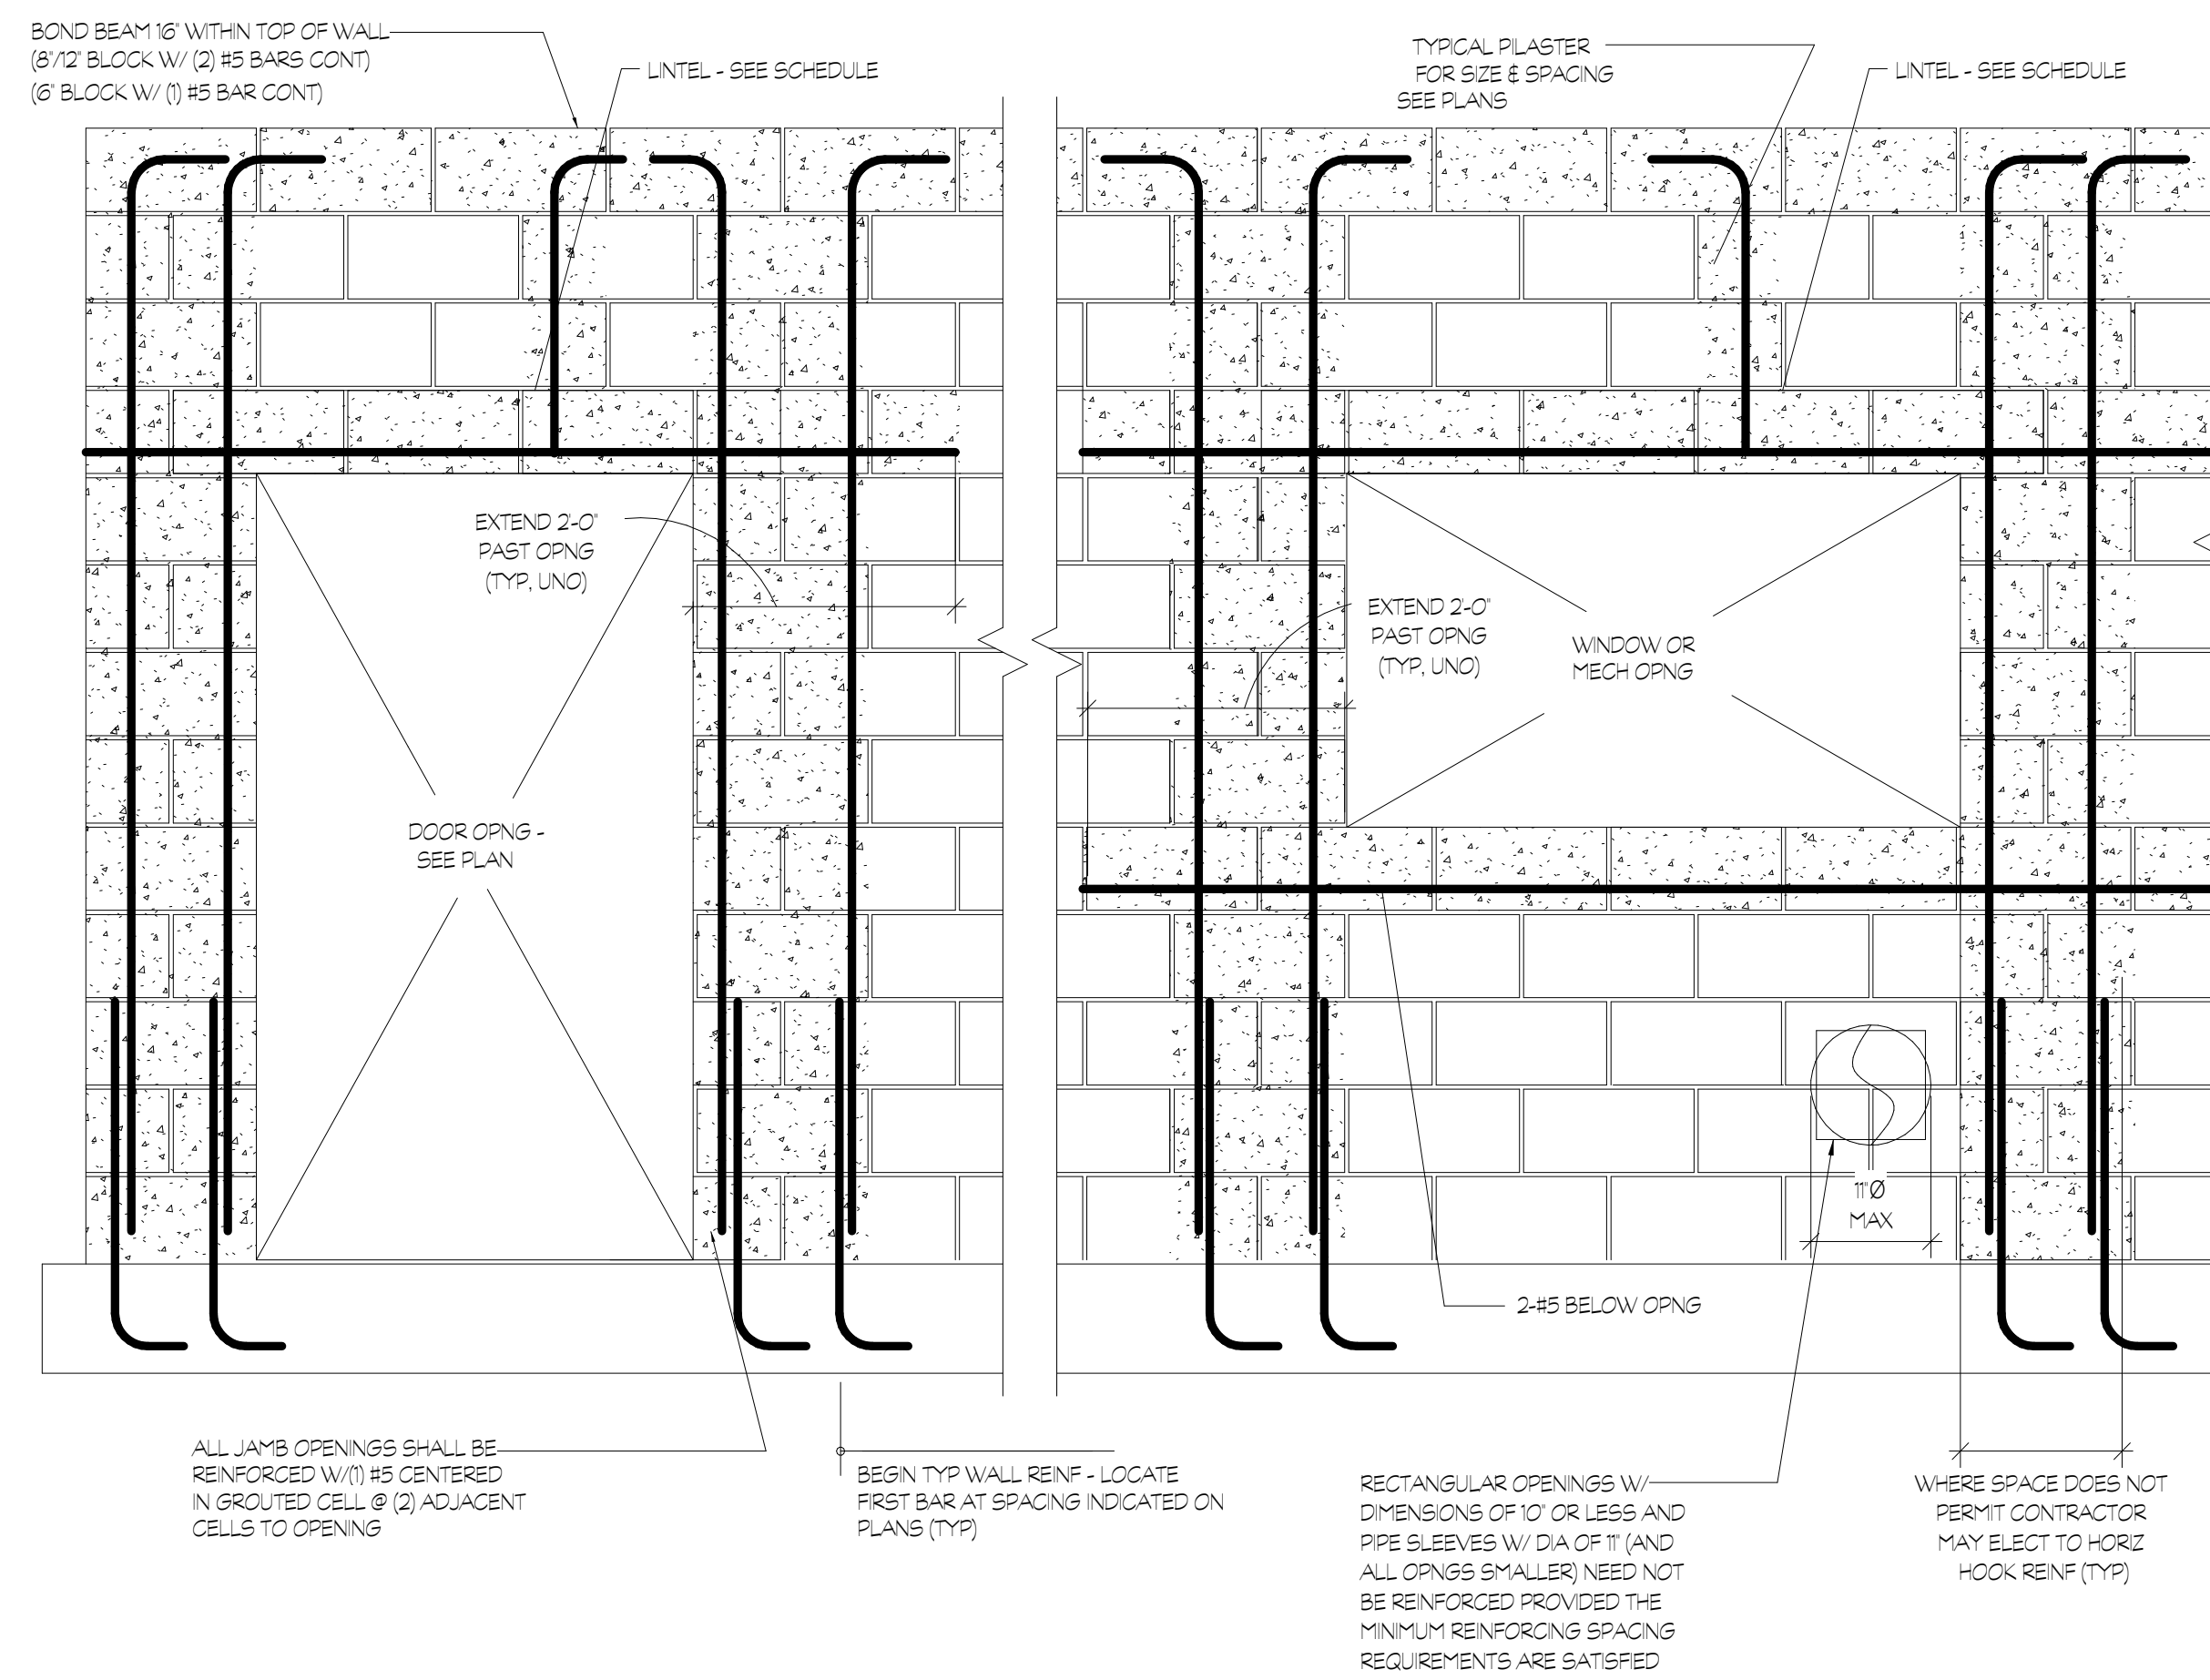 BOND BEAM 16" WITHIN TOP OF WALL
(8"/12" BLOCK W/ (2) #5 BARS CONT)
(6" BLOCK W/ (1) #5 BAR CONT)
LINTEL - SEE SCHEDULE
TYPICAL PILASTER
FOR SIZE & SPACING
SEE PLANS
LINTEL - SEE SCHEDULE
EXTEND 2'-0"
PAST OPNG
(TYP, UNO)
EXTEND 2'-0"
PAST OPNG
(TYP, UNO)
WINDOW OR
MECH OPNG
DOOR OPNG -
SEE PLAN
11"Ø
MAX
2-#5 BELOW OPNG
ALL JAMB OPENINGS SHALL BE
REINFORCED W/(1) #5 CENTERED
IN GROUTED CELL @ (2) ADJACENT
CELLS TO OPENING
BEGIN TYP WALL REINF - LOCATE
FIRST BAR AT SPACING INDICATED ON
PLANS (TYP)
RECTANGULAR OPENINGS W/
DIMENSIONS OF 10" OR LESS AND
PIPE SLEEVES W/ DIA OF 11" (AND
ALL OPNGS SMALLER) NEED NOT
BE REINFORCED PROVIDED THE
MINIMUM REINFORCING SPACING
REQUIREMENTS ARE SATISFIED
WHERE SPACE DOES NOT
PERMIT CONTRACTOR
MAY ELECT TO HORIZ
HOOK REINF (TYP)